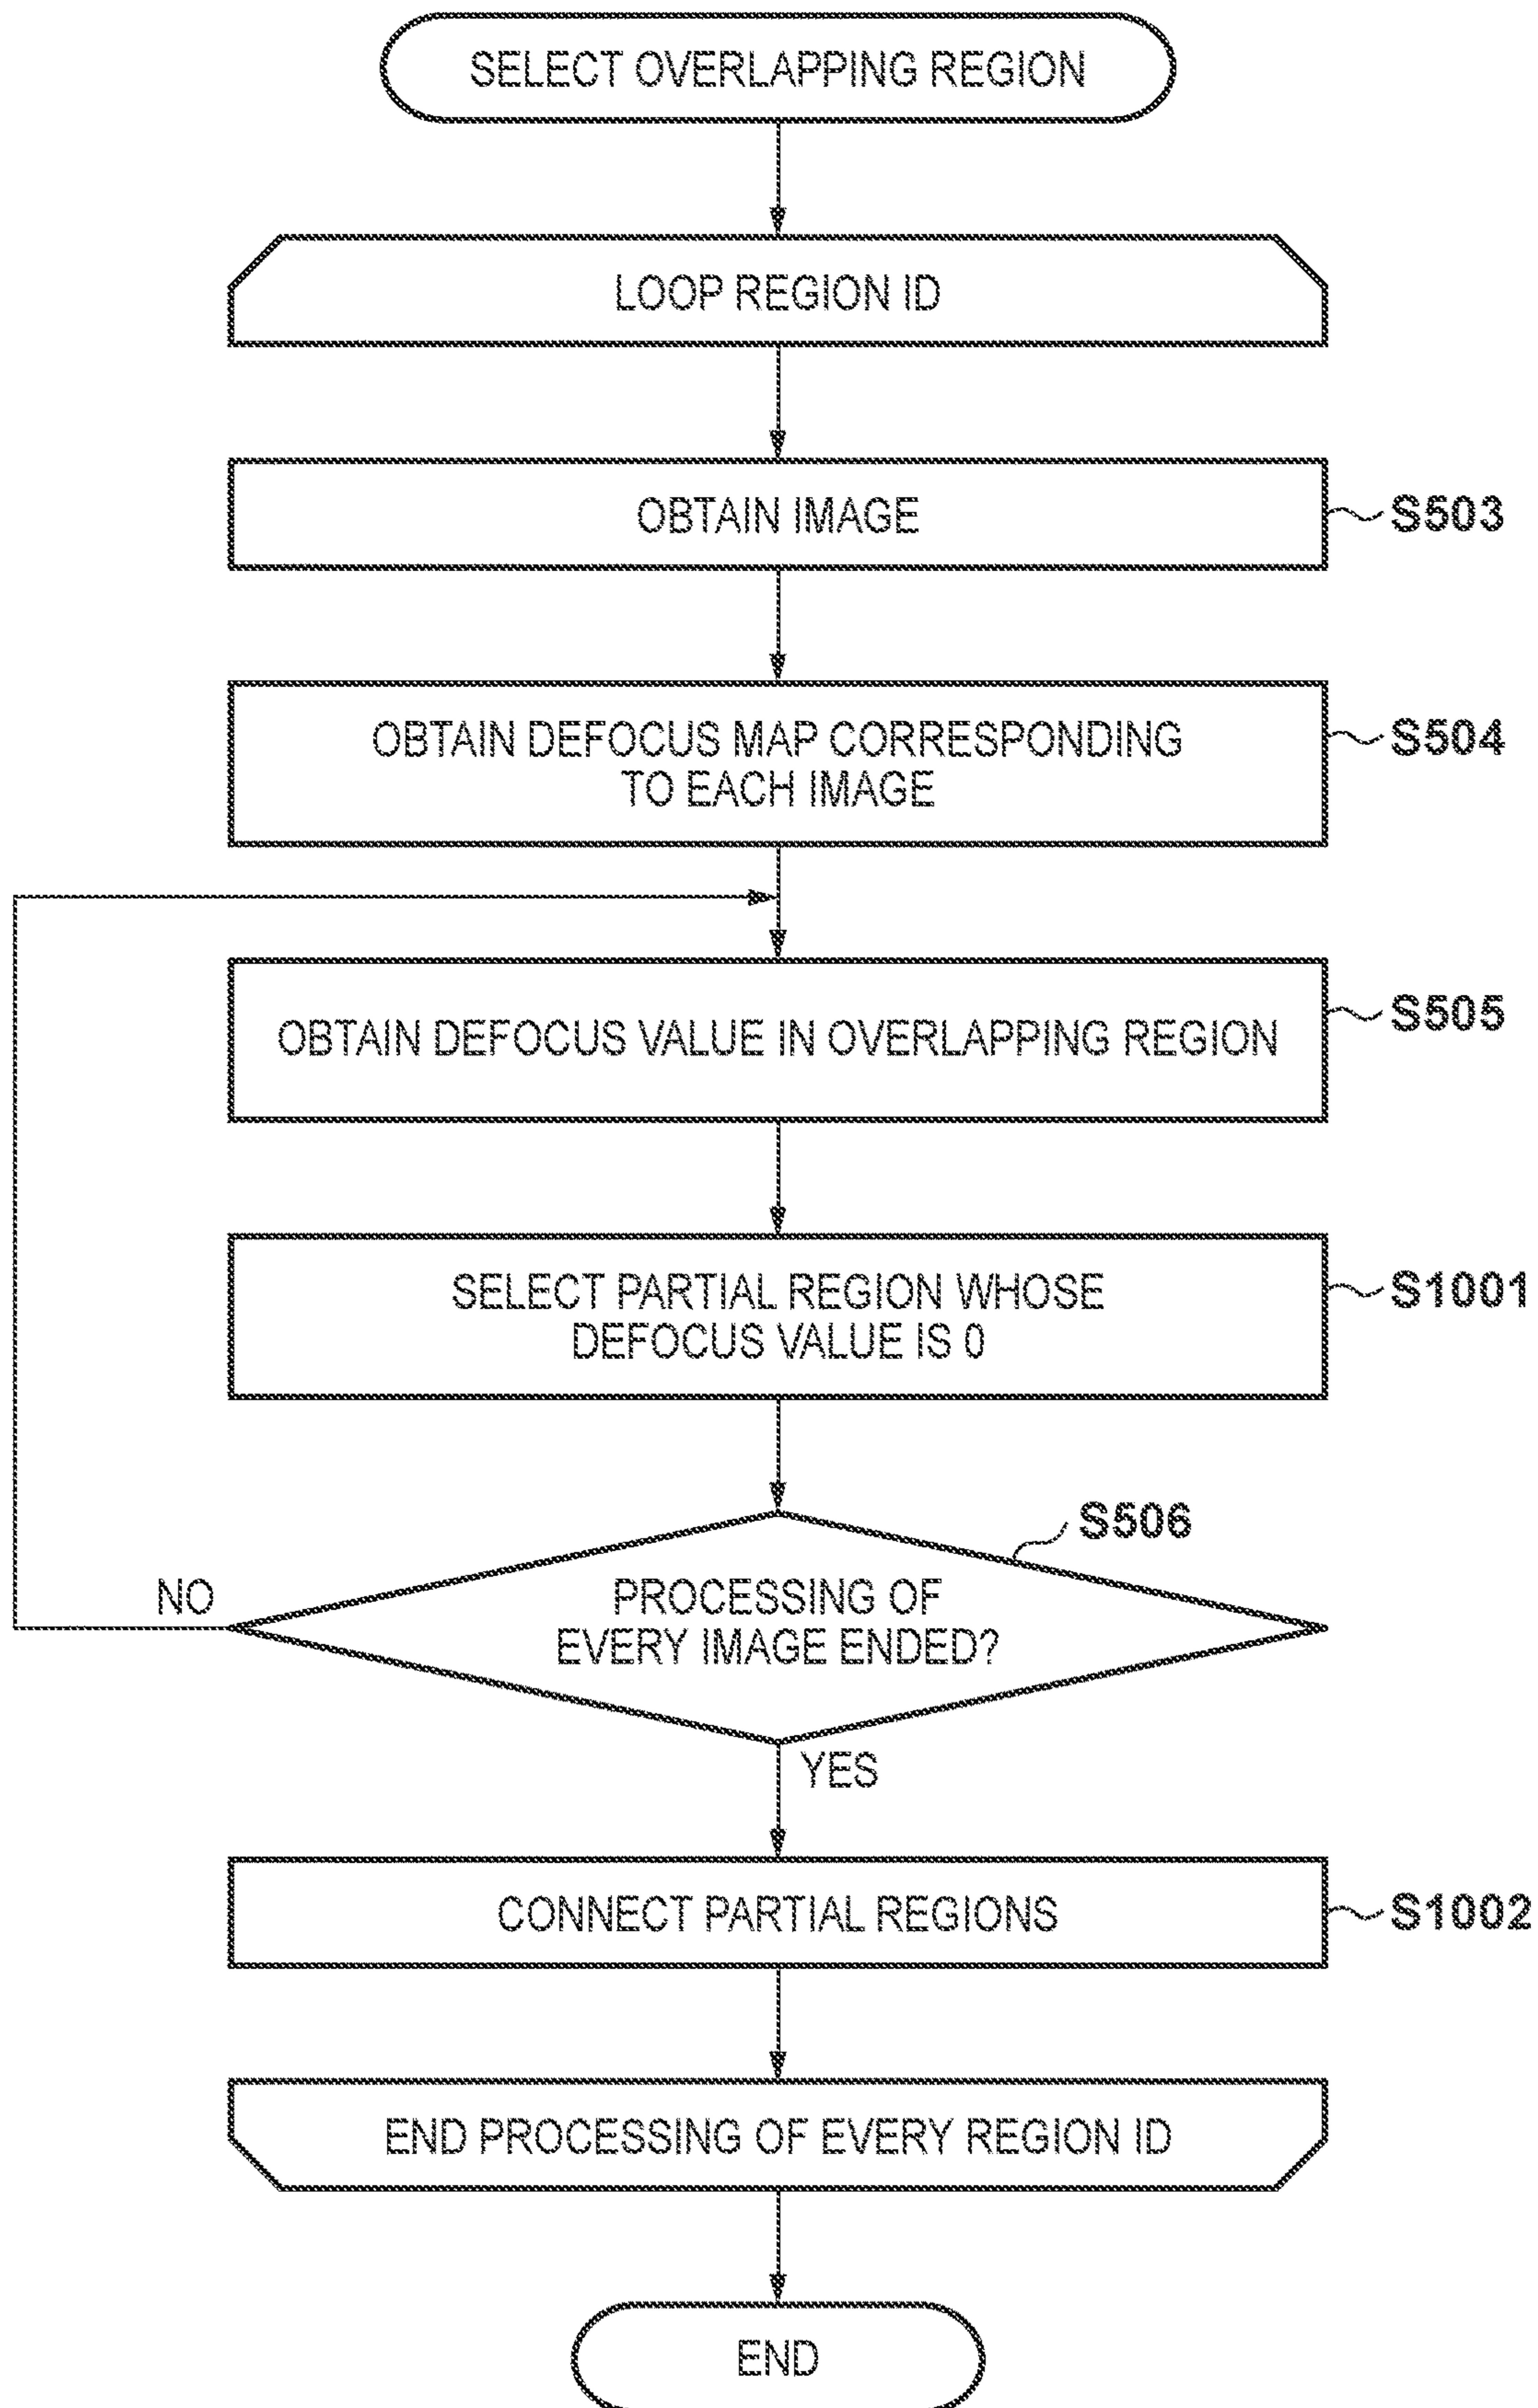 SELECT OVERLAPPING REGION
LOOP REGION ID
OBTAIN IMAGE
S503
OBTAIN DEFOCUS MAP CORRESPONDING
TO EACH IMAGE
S504
OBTAIN DEFOCUS VALUE IN OVERLAPPING REGION
S505
SELECT PARTIAL REGION WHOSE
DEFOCUS VALUE IS 0
S1001
S506
NO
PROCESSING OF
EVERY IMAGE ENDED?
YES
CONNECT PARTIAL REGIONS
S1002
END PROCESSING OF EVERY REGION ID
END